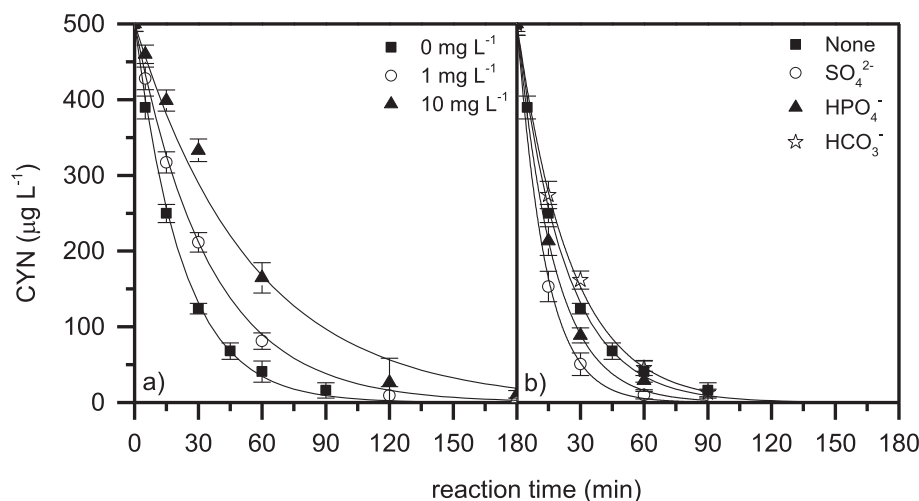 500
400
300
200
100
0
CYN (µg L⁻¹)
0 mg L⁻¹
1 mg L⁻¹
10 mg L⁻¹
a)
0 30 60 90 120 150 180
None
SO₄²⁻
HPO₄⁻
HCO₃⁻
b)
30 60 90 120 150 180
reaction time (min)